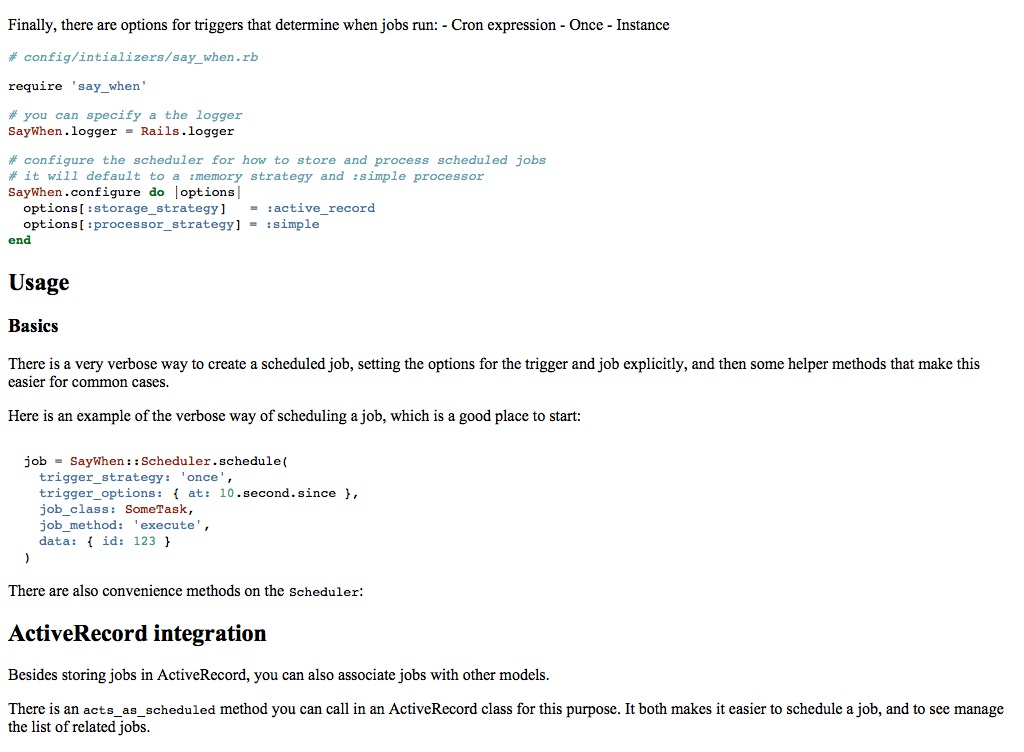 Finally, there are options for triggers that determine when jobs run: - Cron expression - Once - Instance
# config/intializers/say_when.rb
require 'say_when'
# you can specify a the logger
SayWhen.logger = Rails.logger
# configure the scheduler for how to store and process scheduled jobs
# it will default to a :memory strategy and :simple processor
SayWhen.configure do |options|
  options[:storage_strategy]   = :active_record
  options[:processor_strategy] = :simple
end
Usage
Basics
There is a very verbose way to create a scheduled job, setting the options for the trigger and job explicitly, and then some helper methods that make this
easier for common cases.
Here is an example of the verbose way of scheduling a job, which is a good place to start:
  job = SayWhen::Scheduler.schedule(
    trigger_strategy: 'once',
    trigger_options: { at: 10.second.since },
    job_class: SomeTask,
    job_method: 'execute',
    data: { id: 123 }
  )
There are also convenience methods on the Scheduler:
ActiveRecord integration
Besides storing jobs in ActiveRecord, you can also associate jobs with other models.
There is an acts_as_scheduled method you can call in an ActiveRecord class for this purpose. It both makes it easier to schedule a job, and to see manage
the list of related jobs.